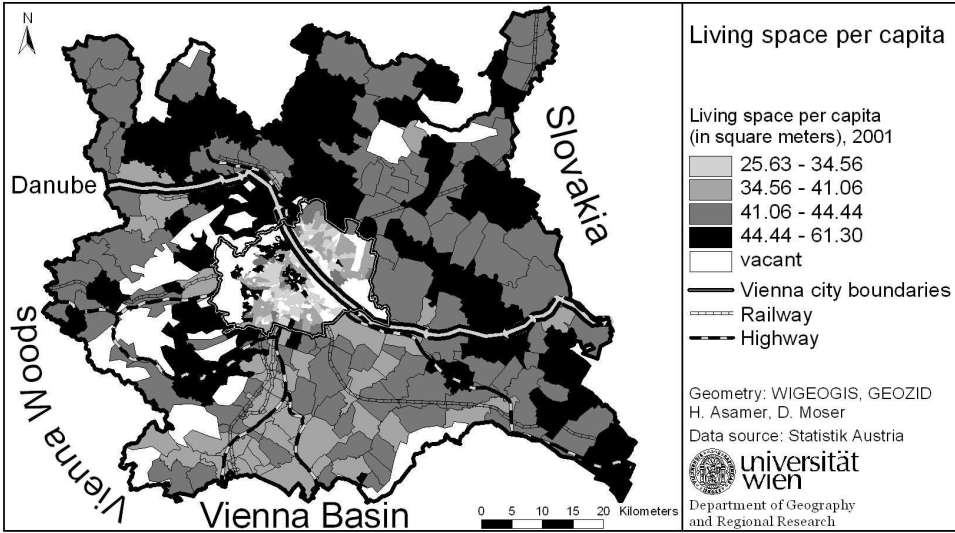 N
Danube
Slovakia
Vienna Woods
Vienna Basin
0 5 10 15 20 Kilometers
Living space per capita
Living space per capita
(in square meters), 2001
25.63 - 34.56
34.56 - 41.06
41.06 - 44.44
44.44 - 61.30
vacant
Vienna city boundaries
Railway
Highway
Geometry: WIGEOGIS, GEOZID
H. Asamer, D. Moser
Data source: Statistik Austria
universität
wien
Department of Geography
and Regional Research